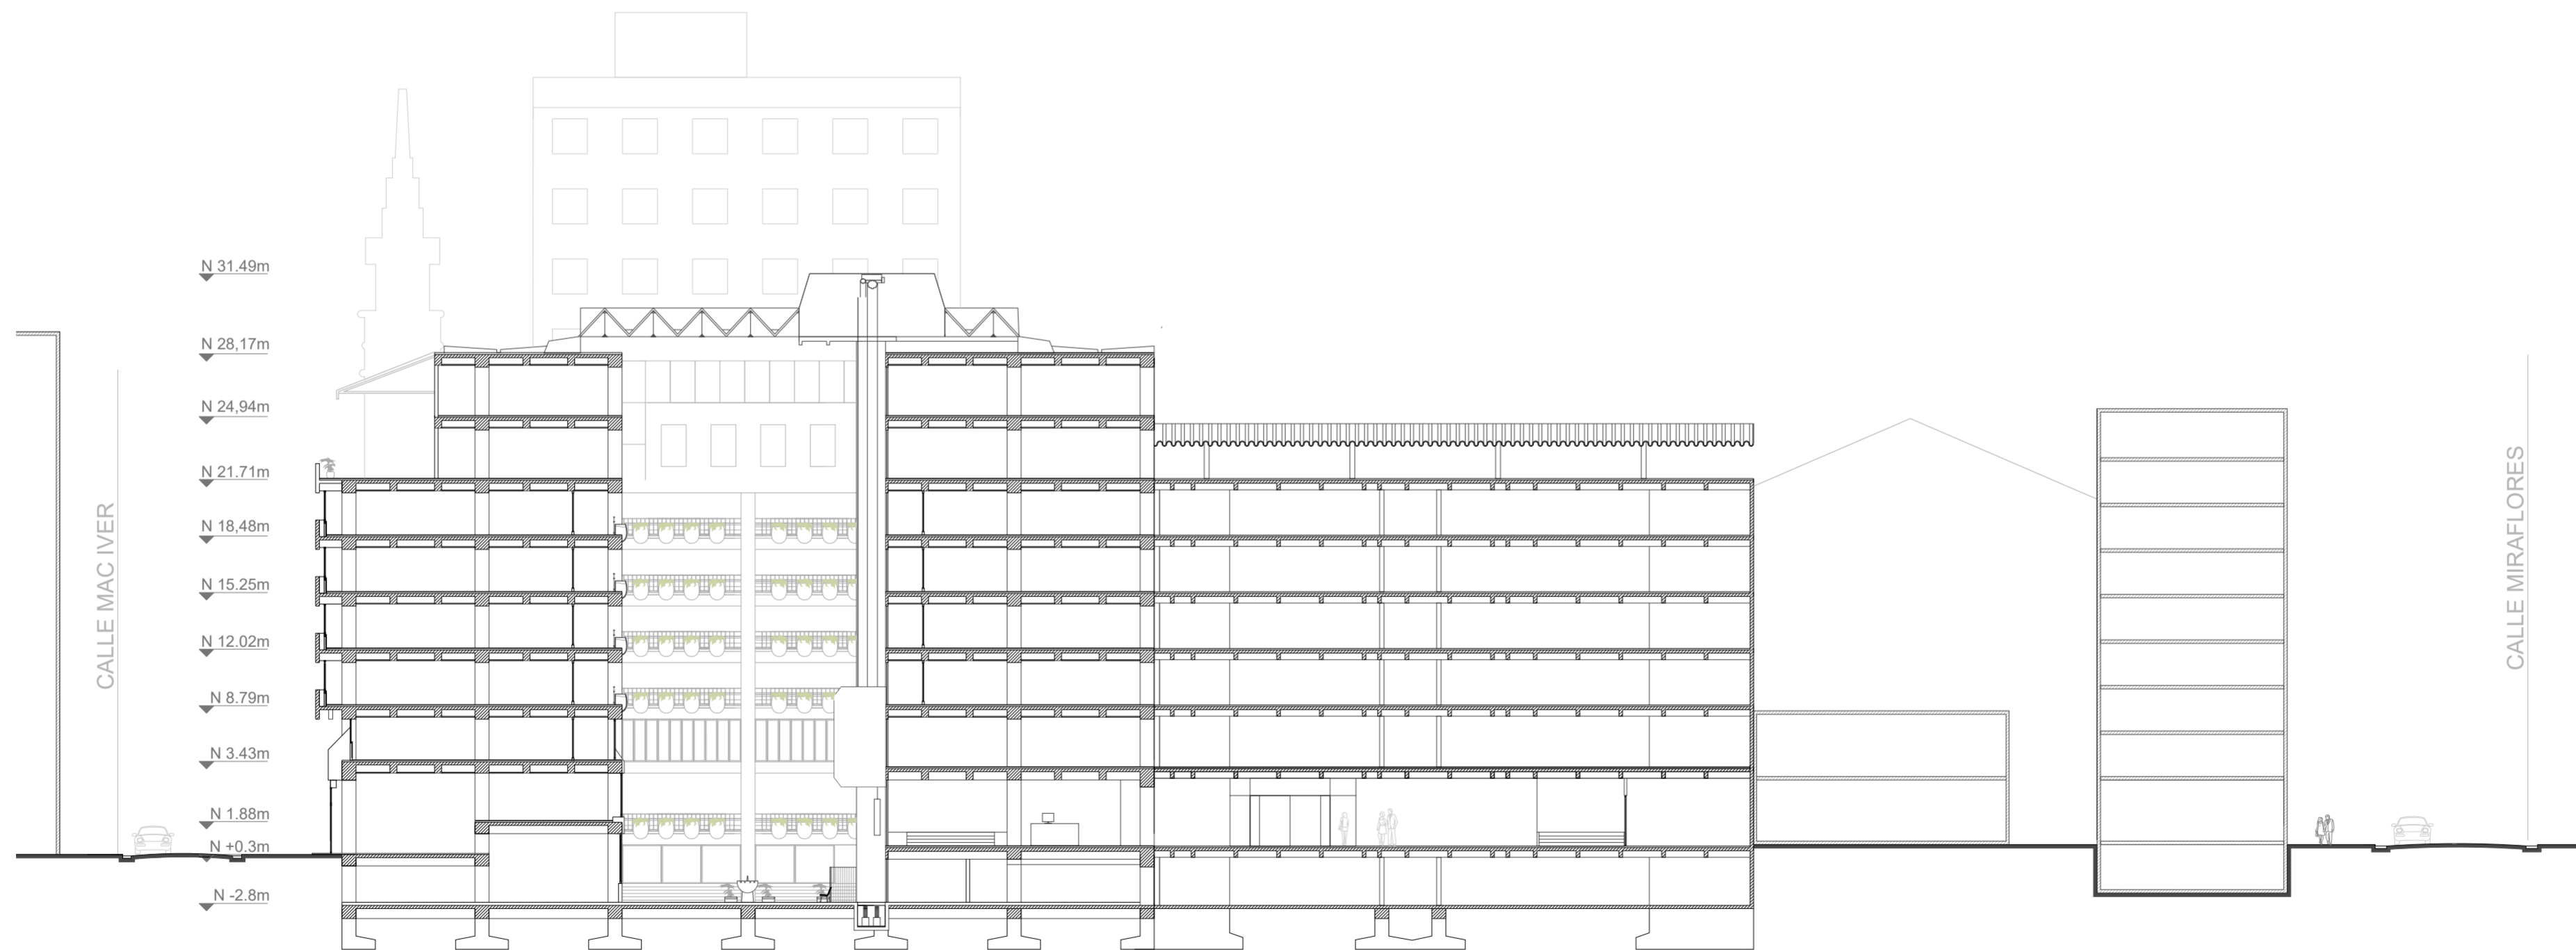 N 31.49m
N 28,17m
N 24,94m
N 21.71m
N 18,48m
N 15.25m
N 12.02m
N 8.79m
N 3.43m
N 1.88m
N +0.3m
N -2.8m
CALLE MAC IVER
CALLE MIRAFLORES